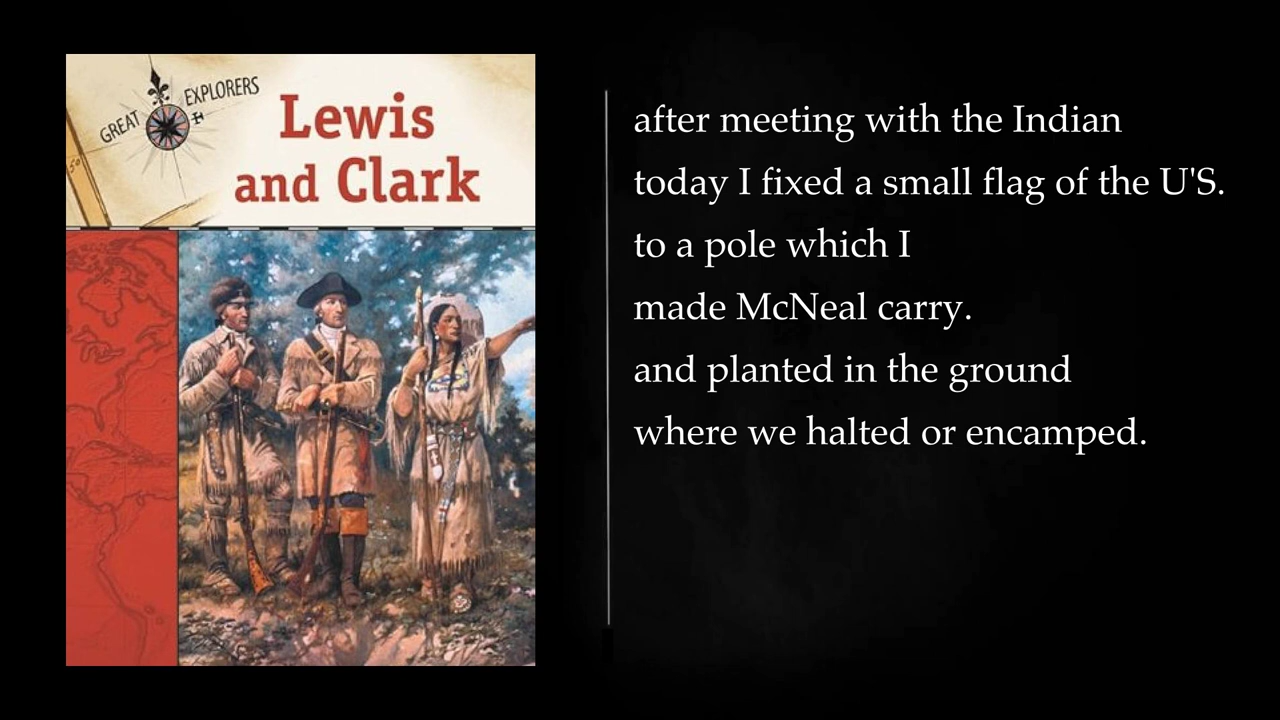 GREAT EXPLORERS
Lewis
and Clark
50
after meeting with the Indian
today I fixed a small flag of the U'S.
to a pole which I
made McNeal carry.
and planted in the ground
where we halted or encamped.